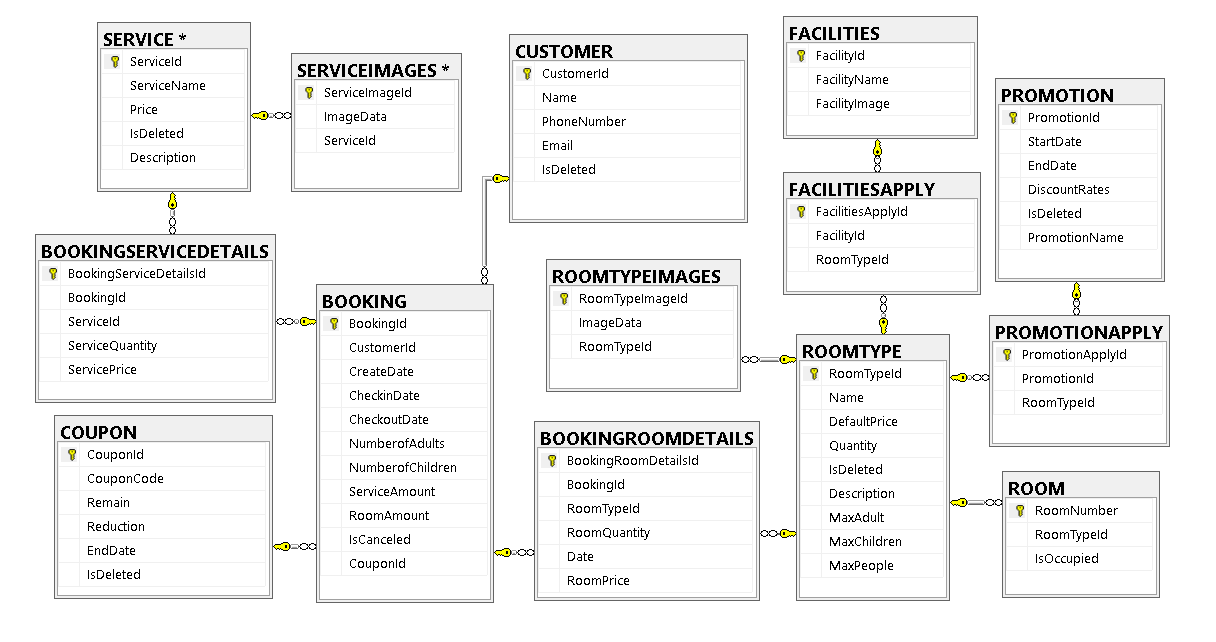 SERVICE *
ServiceId
ServiceName
Price
IsDeleted
Description
SERVICEIMAGES *
ServiceImageId
ImageData
ServiceId
CUSTOMER
CustomerId
Name
PhoneNumber
Email
IsDeleted
FACILITIES
FacilityId
FacilityName
FacilityImage
PROMOTION
PromotionId
StartDate
EndDate
DiscountRates
IsDeleted
PromotionName
FACILITIESAPPLY
FacilitiesApplyId
FacilityId
RoomTypeId
BOOKINGSERVICEDETAILS
BookingServiceDetailsId
BookingId
ServiceId
ServiceQuantity
ServicePrice
BOOKING
BookingId
CustomerId
CreateDate
CheckinDate
CheckoutDate
NumberofAdults
NumberofChildren
ServiceAmount
RoomAmount
IsCanceled
CouponId
ROOMTYPEIMAGES
RoomTypeImageId
ImageData
RoomTypeId
ROOMTYPE
RoomTypeId
Name
DefaultPrice
Quantity
IsDeleted
Description
MaxAdult
MaxChildren
MaxPeople
PROMOTIONAPPLY
PromotionApplyId
PromotionId
RoomTypeId
COUPON
CouponId
CouponCode
Remain
Reduction
EndDate
IsDeleted
BOOKINGROOMDETAILS
BookingRoomDetailsId
BookingId
RoomTypeId
RoomQuantity
Date
RoomPrice
ROOM
RoomNumber
RoomTypeId
IsOccupied